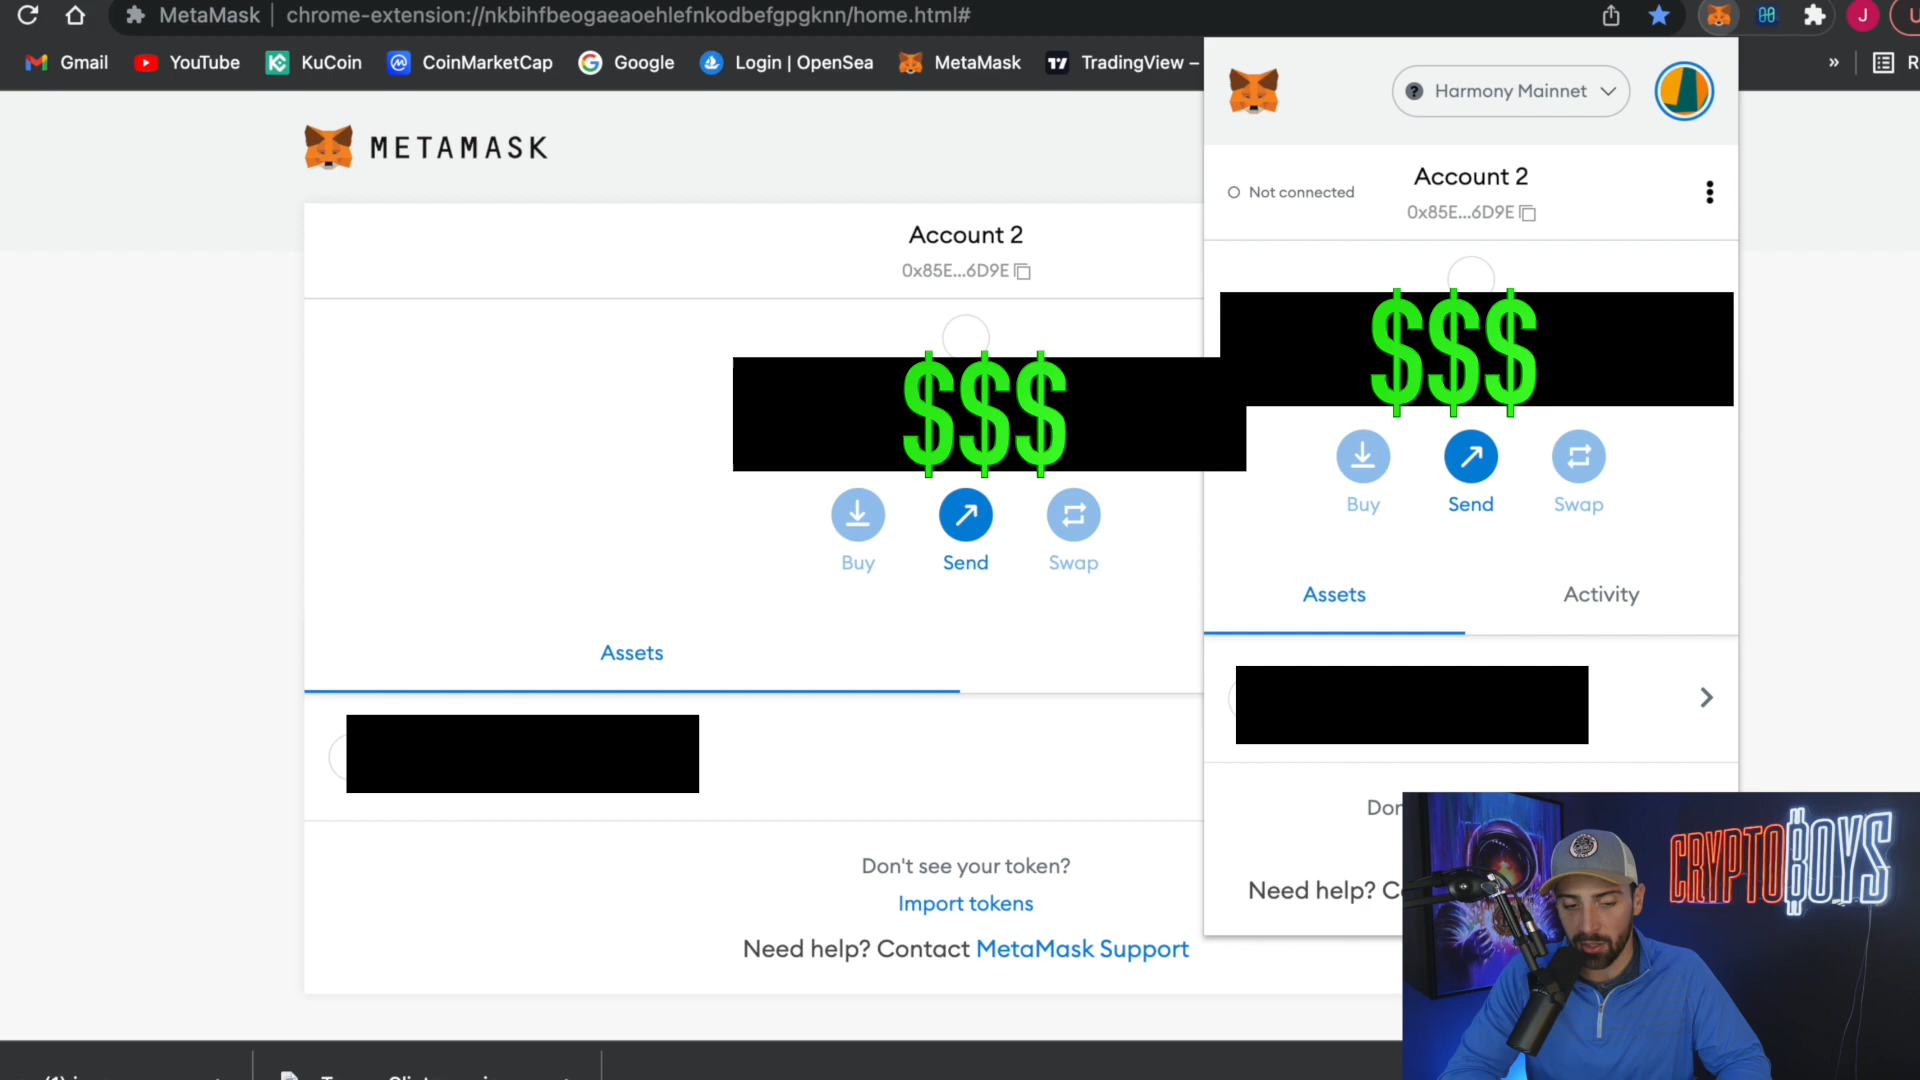 MetaMask chrome-extension://nkbihfbeogaeaoehlefnkodbefgpgknn/home.html#
J
Gmail YouTube KuCoin CoinMarketCap Google Login | OpenSea MetaMask TradingView – » R
METAMASK
Account 2
0x85E...6D9E
$$$
Buy Send Swap
Assets
Don't see your token?
Import tokens
Need help? Contact MetaMask Support
? Harmony Mainnet
Not connected
Account 2
0x85E...6D9E
$$$
Buy Send Swap
Assets Activity
Need help?
CRYPTOBOYS